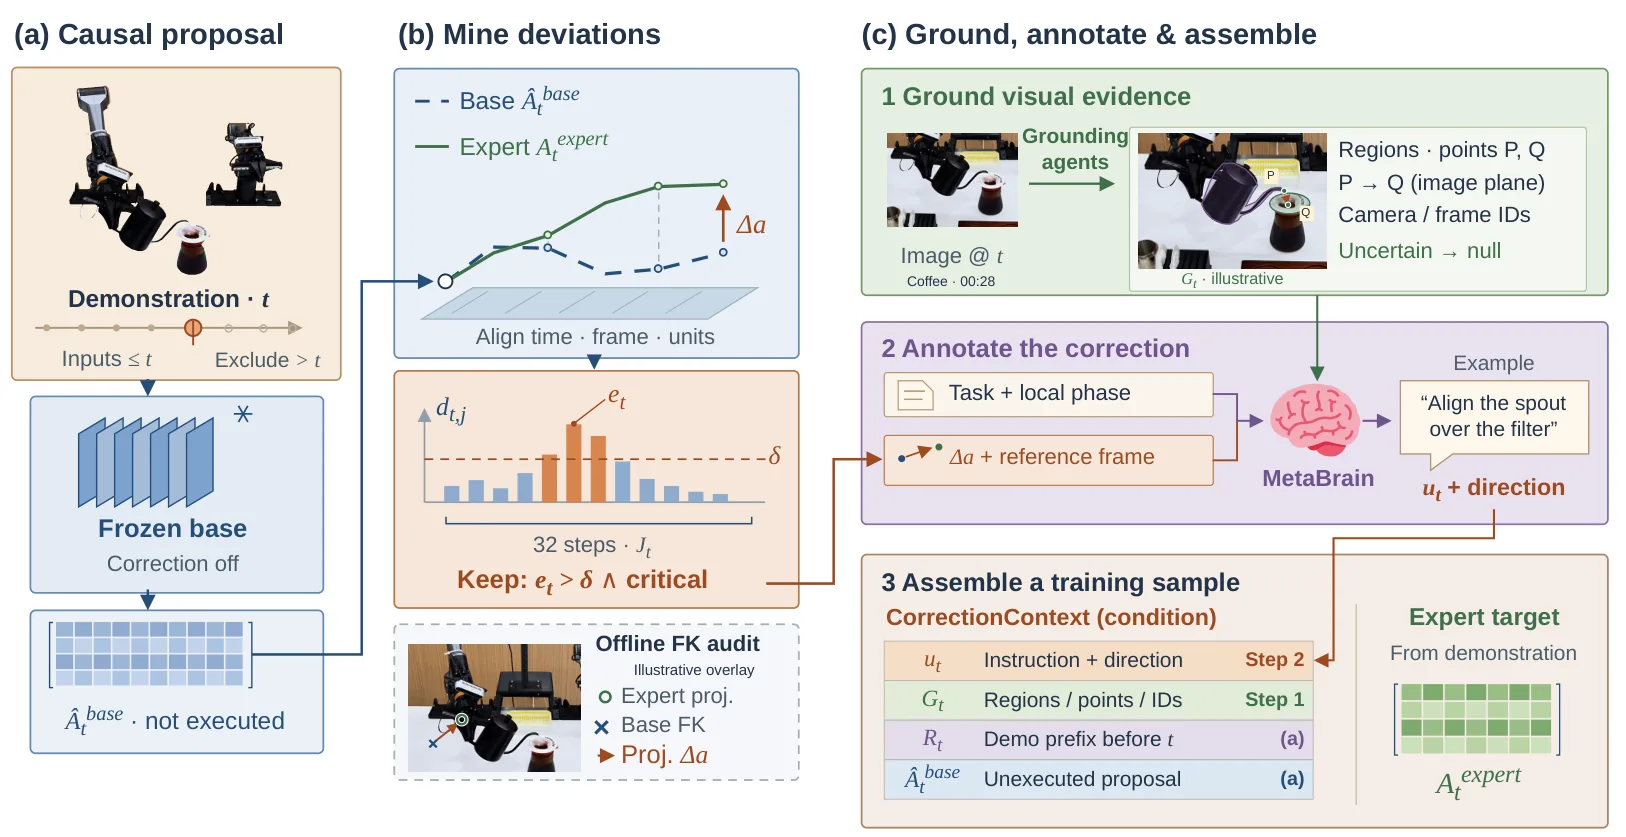 (a) Causal proposal
Demonstration · t
Inputs ≤ t
Exclude > t
Frozen base
Correction off
Â_t^base · not executed
(b) Mine deviations
Base Â_t^base
Expert A_t^expert
Δa
Align time · frame · units
d_t,j
e_t
δ
32 steps · J_t
Keep: e_t > δ ∧ critical
Offline FK audit
Illustrative overlay
Expert proj.
Base FK
Proj. Δa
(c) Ground, annotate & assemble
1 Ground visual evidence
Grounding
agents
Image @ t
Coffee · 00:28
P
Q
G_t · illustrative
Regions · points P, Q
P → Q (image plane)
Camera / frame IDs
Uncertain → null
2 Annotate the correction
Task + local phase
Δa + reference frame
MetaBrain
Example
“Align the spout
over the filter”
u_t + direction
3 Assemble a training sample
CorrectionContext (condition)
u_t Instruction + direction Step 2
G_t Regions / points / IDs Step 1
R_t Demo prefix before t (a)
Â_t^base Unexecuted proposal (a)
Expert target
From demonstration
A_t^expert